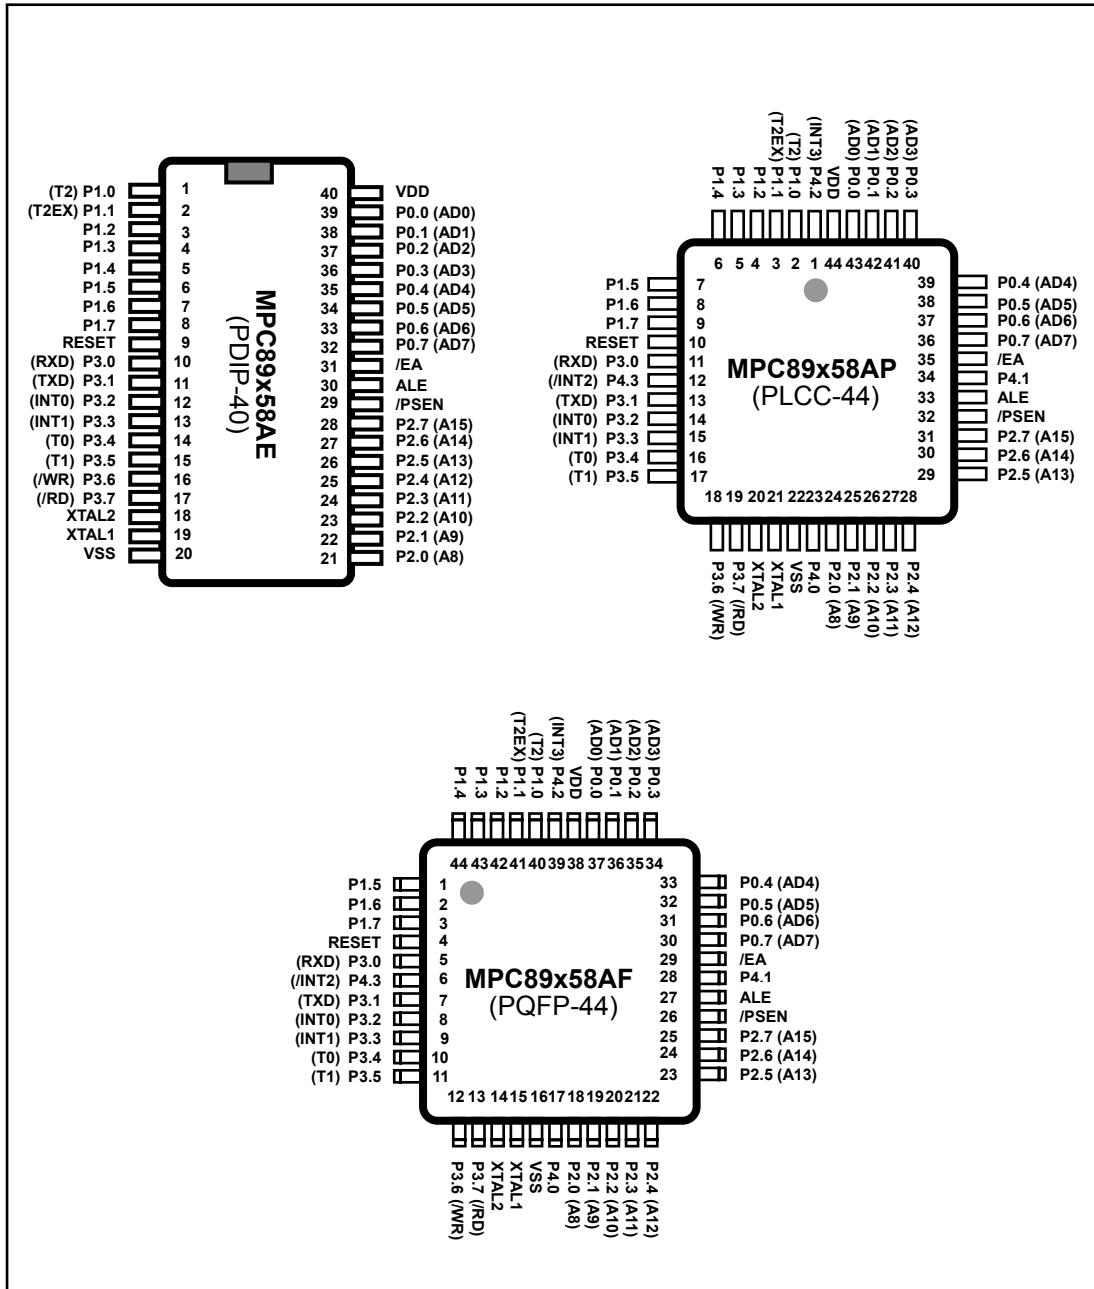 (T2) P1.0 1 40 VDD
(T2EX) P1.1 2 39 P0.0 (AD0)
P1.2 3 38 P0.1 (AD1)
P1.3 4 37 P0.2 (AD2)
P1.4 5 36 P0.3 (AD3)
P1.5 6 35 P0.4 (AD4)
P1.6 7 34 P0.5 (AD5)
P1.7 8 33 P0.6 (AD6)
RESET 9 32 P0.7 (AD7)
(RXD) P3.0 10 31 /EA
(TXD) P3.1 11 30 ALE
(INT0) P3.2 12 29 /PSEN
(INT1) P3.3 13 28 P2.7 (A15)
(T0) P3.4 14 27 P2.6 (A14)
(T1) P3.5 15 26 P2.5 (A13)
(/WR) P3.6 16 25 P2.4 (A12)
(/RD) P3.7 17 24 P2.3 (A11)
XTAL2 18 23 P2.2 (A10)
XTAL1 19 22 P2.1 (A9)
VSS 20 21 P2.0 (A8)
MPC89x58AE
(PDIP-40)
P1.4
P1.3
P1.2
(T2EX) P1.1
(T2) P1.0
(INT3) P4.2
VDD
(AD0) P0.0
(AD1) P0.1
(AD2) P0.2
(AD3) P0.3
6 5 4 3 2 1 44 43 42 41 40
P1.5 7 39 P0.4 (AD4)
P1.6 8 38 P0.5 (AD5)
P1.7 9 37 P0.6 (AD6)
RESET 10 36 P0.7 (AD7)
(RXD) P3.0 11 35 /EA
(/INT2) P4.3 12 34 P4.1
(TXD) P3.1 13 33 ALE
(INT0) P3.2 14 32 /PSEN
(INT1) P3.3 15 31 P2.7 (A15)
(T0) P3.4 16 30 P2.6 (A14)
(T1) P3.5 17 29 P2.5 (A13)
MPC89x58AP
(PLCC-44)
18 19 20 21 22 23 24 25 26 27 28
P3.6 (/WR)
P3.7 (/RD)
XTAL2
XTAL1
VSS
P4.0
P2.0 (A8)
P2.1 (A9)
P2.2 (A10)
P2.3 (A11)
P2.4 (A12)
P1.4
P1.3
P1.2
(T2EX) P1.1
(T2) P1.0
(INT3) P4.2
VDD
(AD0) P0.0
(AD1) P0.1
(AD2) P0.2
(AD3) P0.3
44 43 42 41 40 39 38 37 36 35 34
P1.5 1 33 P0.4 (AD4)
P1.6 2 32 P0.5 (AD5)
P1.7 3 31 P0.6 (AD6)
RESET 4 30 P0.7 (AD7)
(RXD) P3.0 5 29 /EA
(/INT2) P4.3 6 28 P4.1
(TXD) P3.1 7 27 ALE
(INT0) P3.2 8 26 /PSEN
(INT1) P3.3 9 25 P2.7 (A15)
(T0) P3.4 10 24 P2.6 (A14)
(T1) P3.5 11 23 P2.5 (A13)
MPC89x58AF
(PQFP-44)
12 13 14 15 16 17 18 19 20 21 22
P3.6 (/WR)
P3.7 (/RD)
XTAL2
XTAL1
VSS
P4.0
P2.0 (A8)
P2.1 (A9)
P2.2 (A10)
P2.3 (A11)
P2.4 (A12)